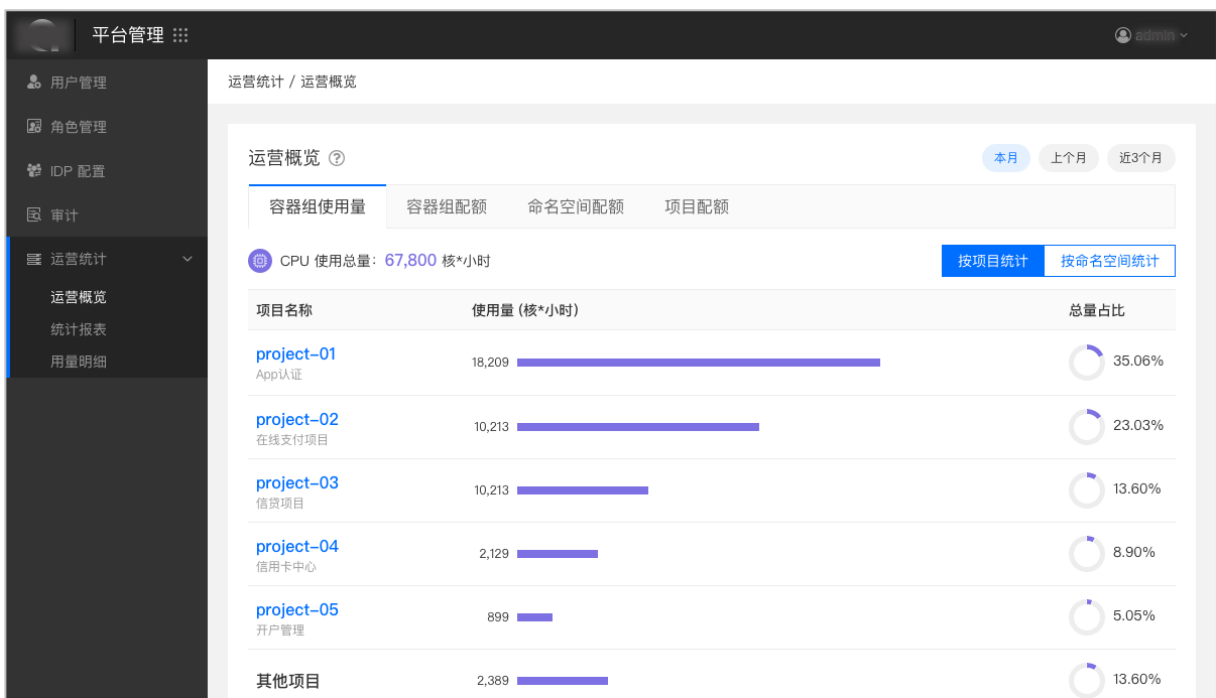 平台管理
admin
用户管理
角色管理
IDP 配置
审计
运营统计
运营概览
统计报表
用量明细
运营统计 / 运营概览
运营概览 ?
本月 上个月 近3个月
容器组使用量 容器组配额 命名空间配额 项目配额
CPU 使用总量: 67,800 核*小时
按项目统计 按命名空间统计
项目名称 使用量 (核*小时) 总量占比
project-01 18,209 35.06%
App认证
project-02 10,213 23.03%
在线支付项目
project-03 10,213 13.60%
信贷项目
project-04 2,129 8.90%
信用卡中心
project-05 899 5.05%
开户管理
其他项目 2,389 13.60%